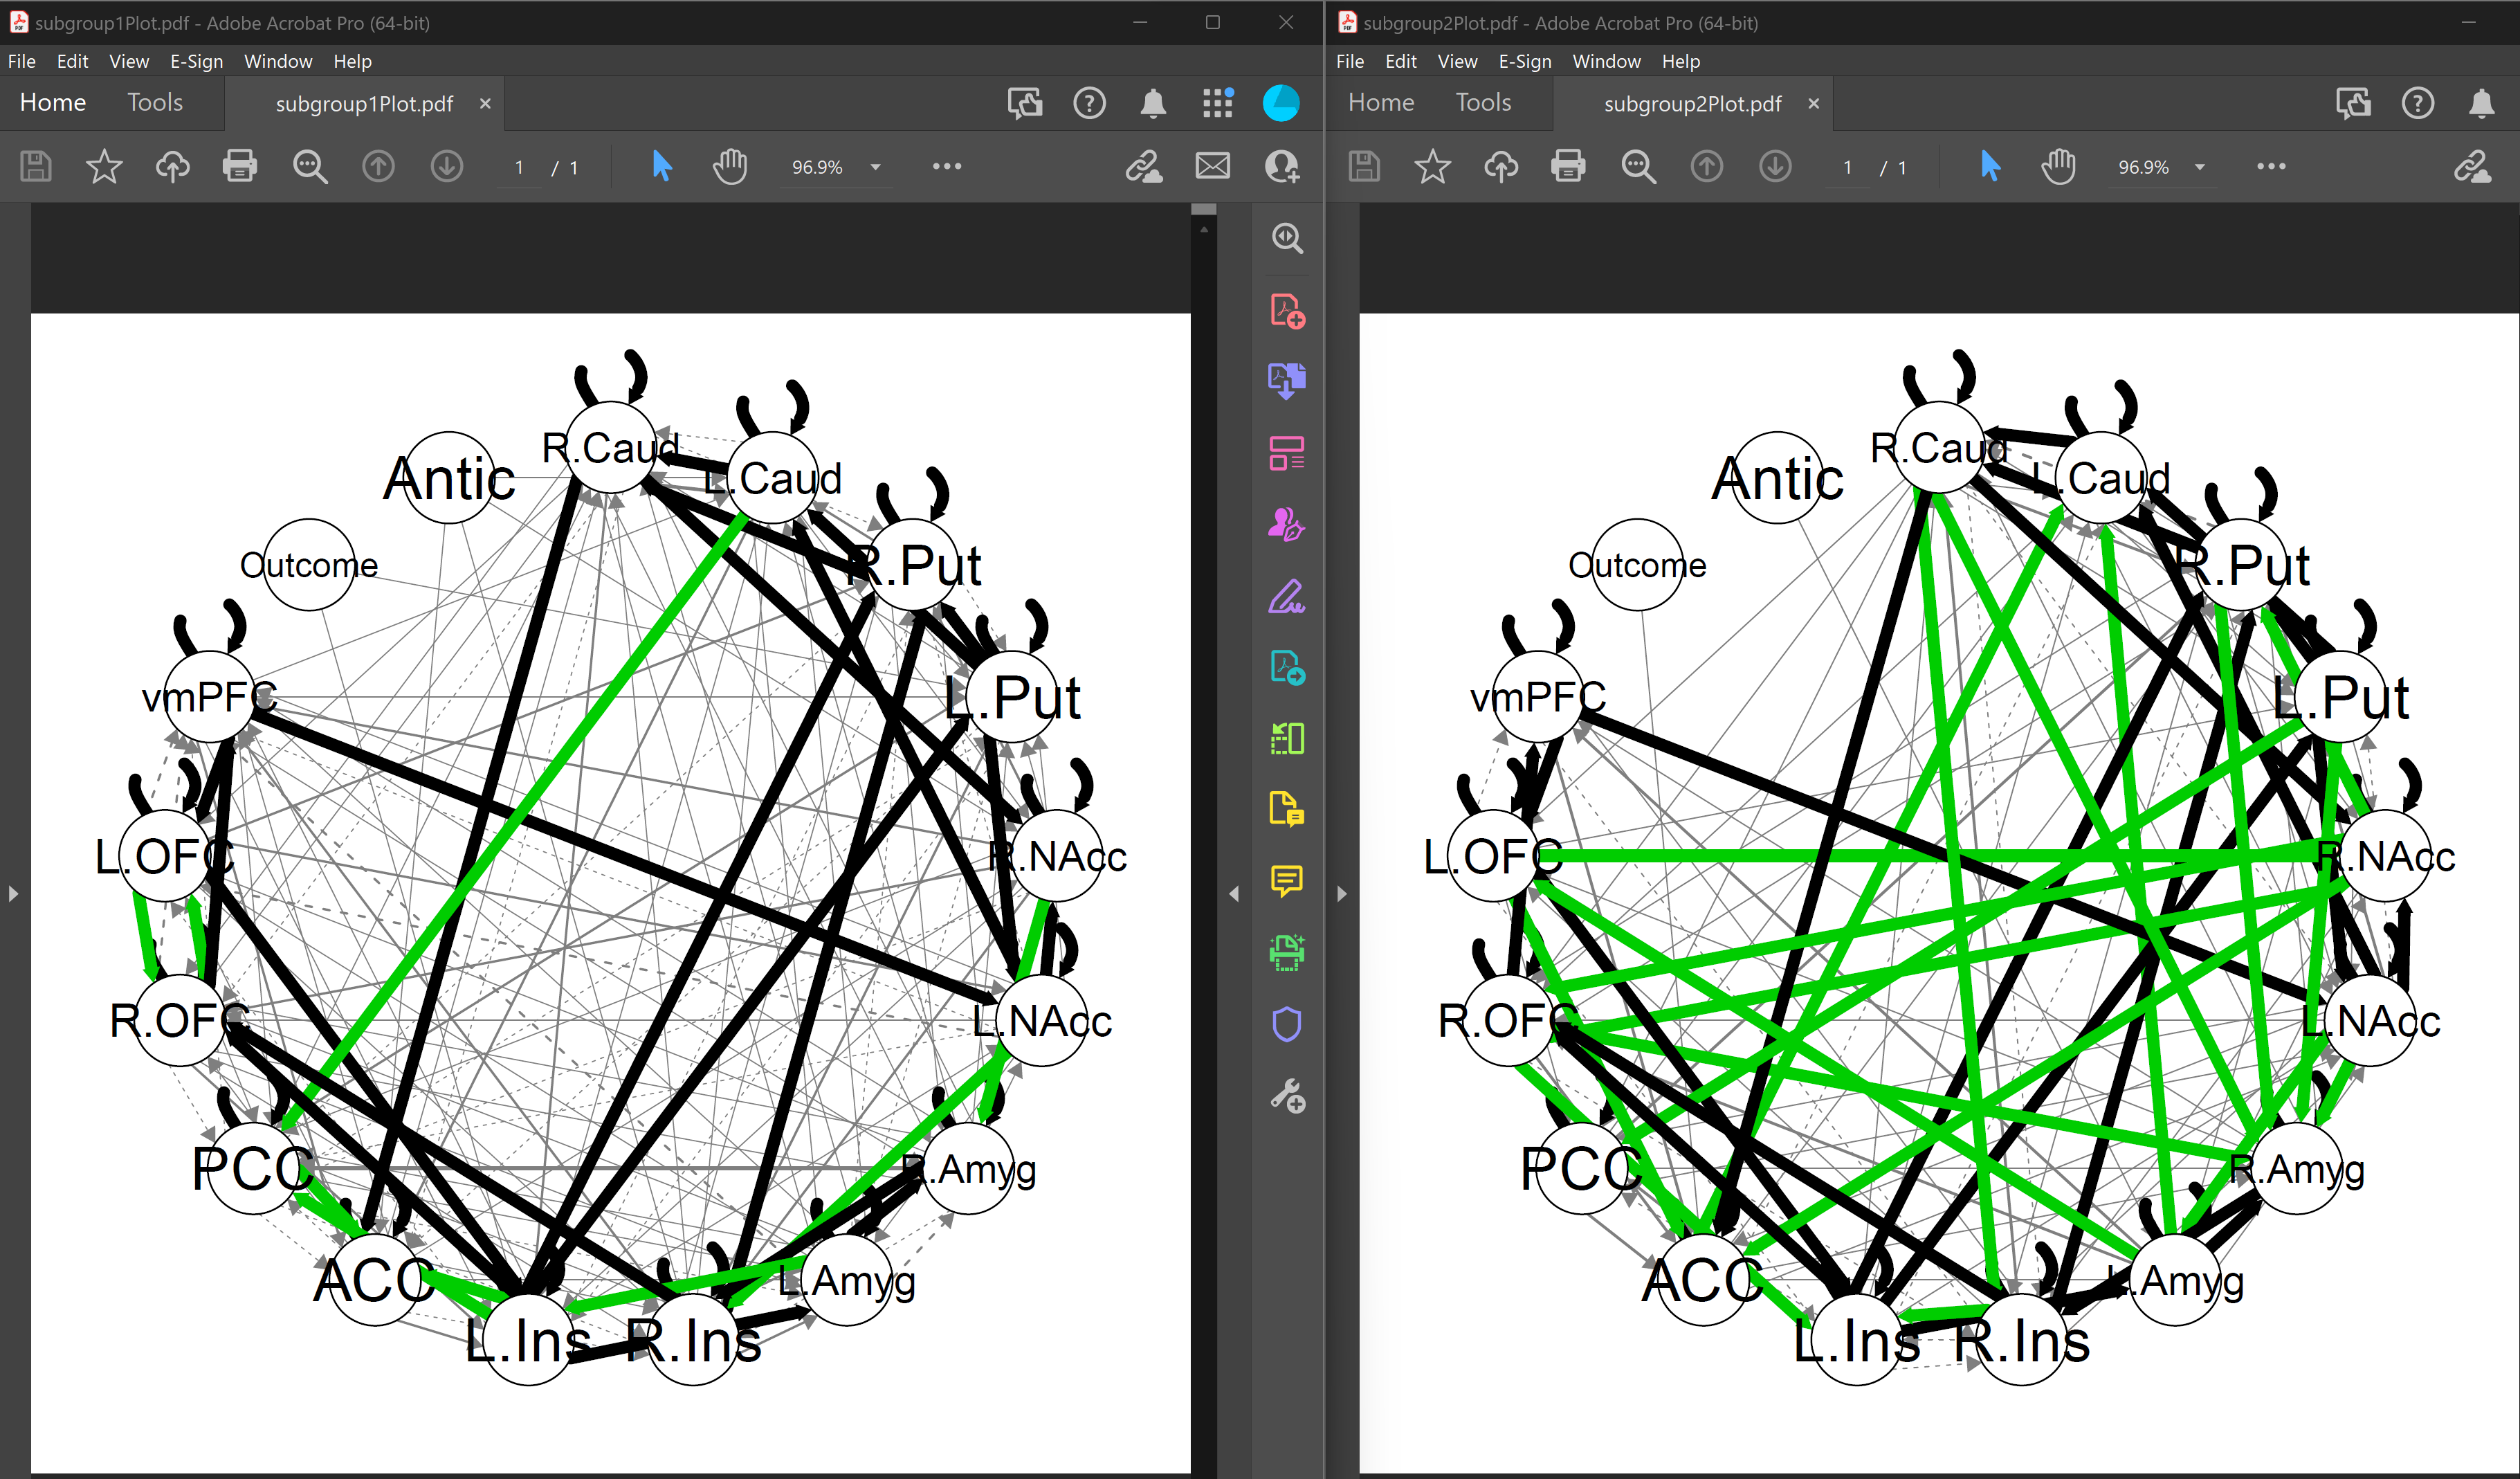 subgroup1Plot.pdf - Adobe Acrobat Pro (64-bit)
File Edit View E-Sign Window Help
Home Tools subgroup1Plot.pdf ×
1 / 1 96.9%
R.Caud
L.Caud
Antic
R.Put
Outcome
L.Put
vmPFC
R.NAcc
L.OFC
L.NAcc
R.OFC
R.Amyg
PCC
L.Amyg
ACC
L.Ins R.Ins
subgroup2Plot.pdf - Adobe Acrobat Pro (64-bit)
File Edit View E-Sign Window Help
Home Tools subgroup2Plot.pdf ×
1 / 1 96.9%
R.Caud
L.Caud
Antic
R.Put
Outcome
L.Put
vmPFC
R.NAcc
L.OFC
L.NAcc
R.OFC
R.Amyg
PCC
L.Amyg
ACC
L.Ins R.Ins